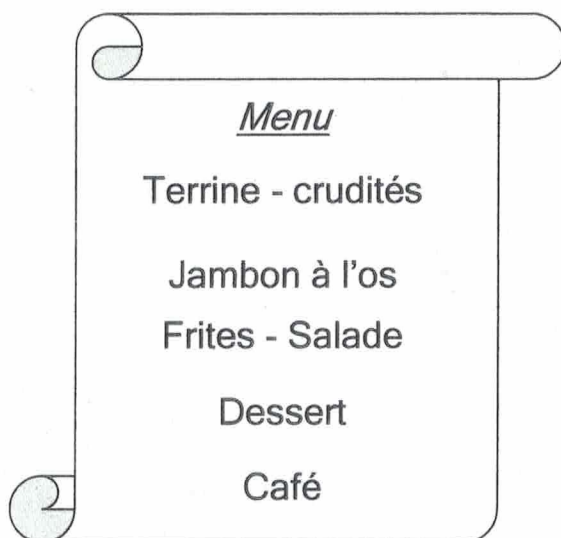 Menu
Terrine - crudités
Jambon à l'os
Frites - Salade
Dessert
Café